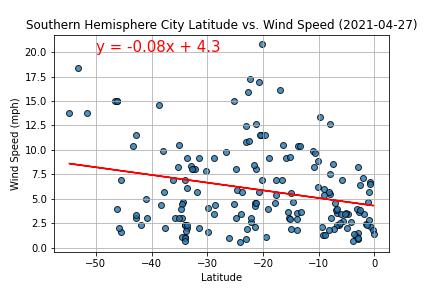 Southern Hemisphere City Latitude vs. Wind Speed (2021-04-27)
y = -0.08x + 4.3
20.0
17.5
15.0
12.5
10.0
7.5
5.0
2.5
0.0
Wind Speed (mph)
−50 −40 −30 −20 −10 0
Latitude